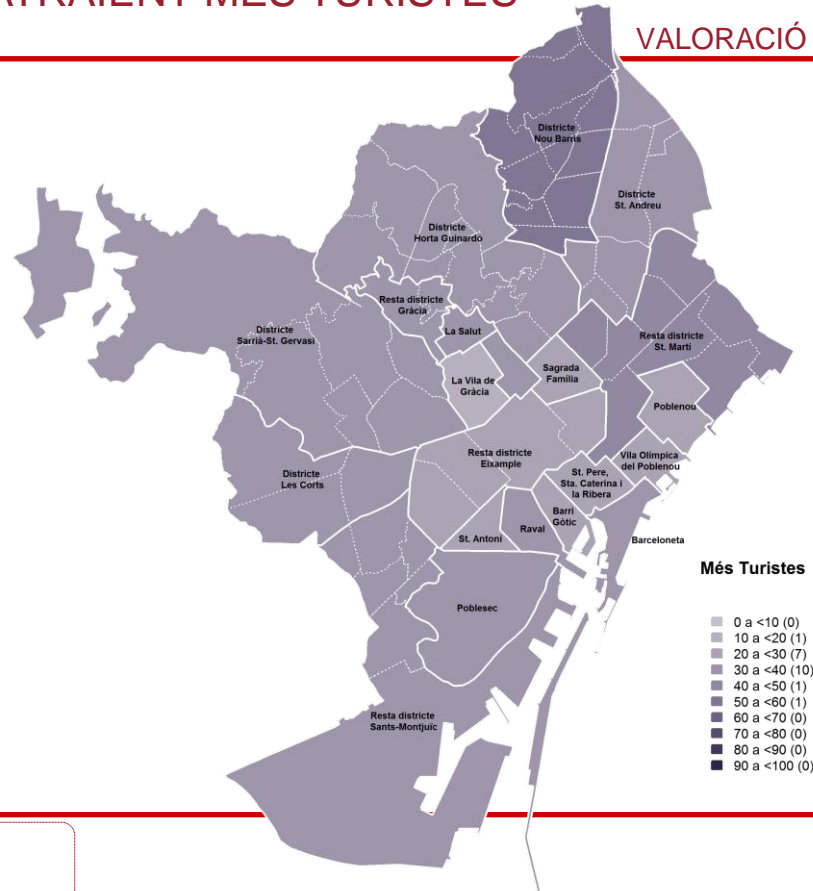 ATRAIENT MÉS TURISTES
VALORACIÓ
Districte
Nou Barris
Districte
St. Andreu
Districte
Horta Guinardó
Resta districte
Gràcia
La Salut
Districte
Sarrià-St. Gervasi
Resta districte
St. Martí
La Vila de
Gràcia
Sagrada
Família
Poblenou
Resta districte
Eixample
Vila Olímpica
del Poblenou
Districte
Les Corts
St. Pere,
Sta. Caterina i
la Ribera
Barri
Gòtic
Raval
St. Antoni
Barceloneta
Poblesec
Resta districte
Sants-Montjuïc
Més Turistes
0 a <10 (0)
10 a <20 (1)
20 a <30 (7)
30 a <40 (10)
40 a <50 (1)
50 a <60 (1)
60 a <70 (0)
70 a <80 (0)
80 a <90 (0)
90 a <100 (0)